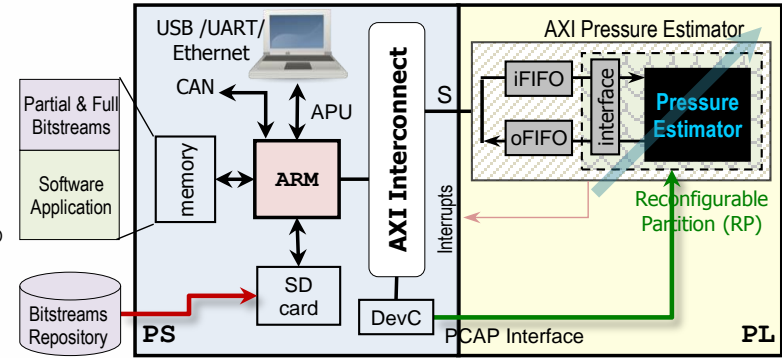 USB /UART/
Ethernet
CAN
APU
Partial & Full
Bitstreams
Software
Application
memory
ARM
AXI Interconnect
SD
card
DevC
Bitstreams
Repository
PS
S
Interrupts
AXI Pressure Estimator
iFIFO
oFIFO
interface
Pressure
Estimator
Reconfigurable
Partition (RP)
PCAP Interface
PL